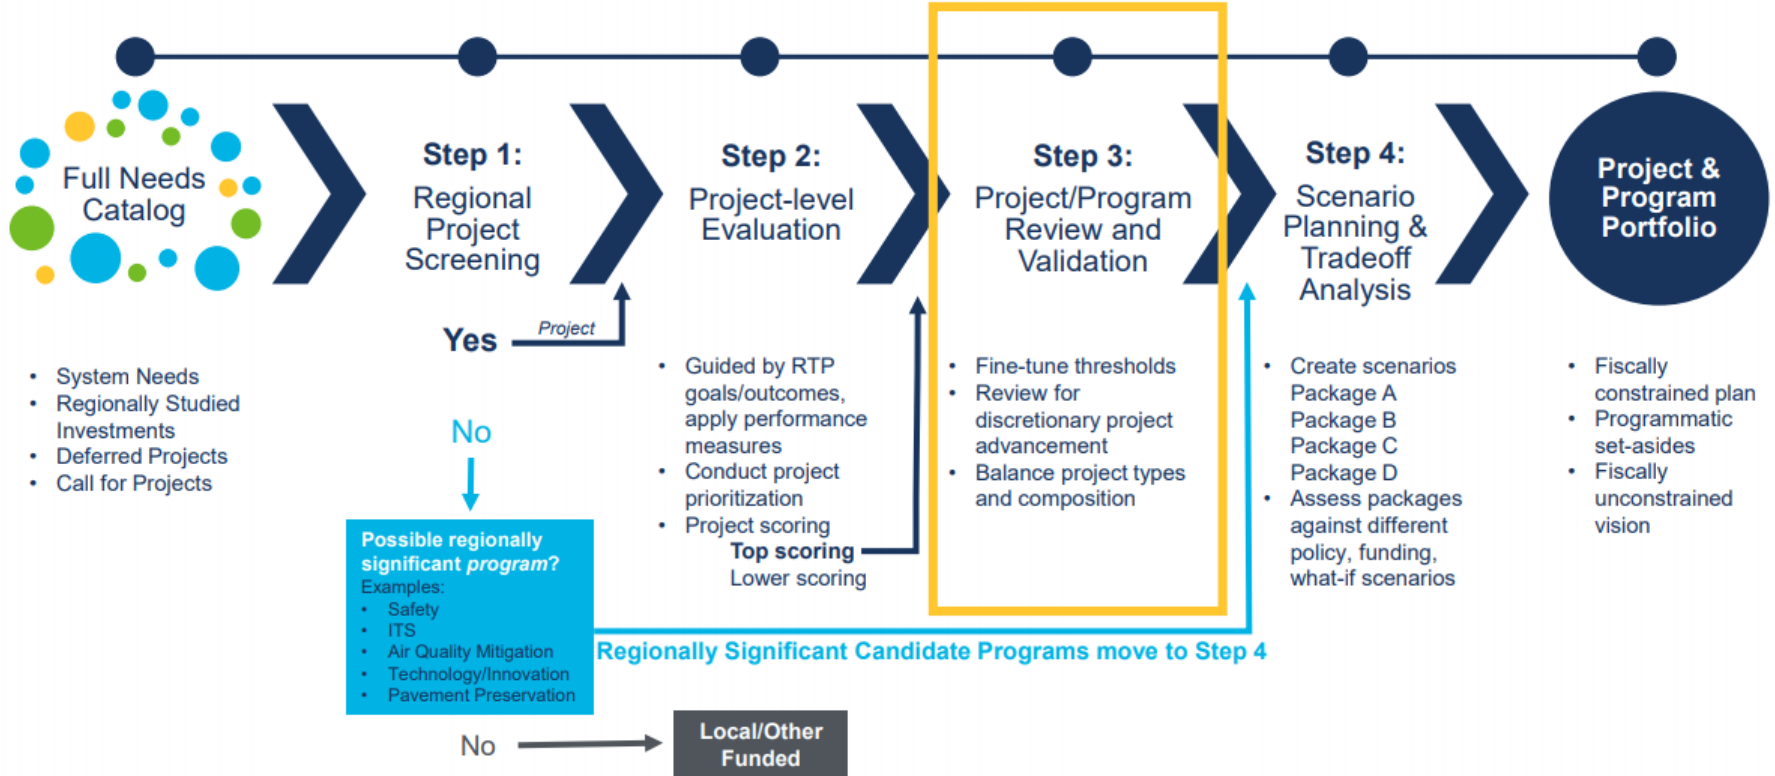 Full Needs
Catalog
• System Needs
• Regionally Studied
Investments
• Deferred Projects
• Call for Projects
Step 1:
Regional
Project
Screening
Yes
Project
No
Possible regionally
significant program?
Examples:
• Safety
• ITS
• Air Quality Mitigation
• Technology/Innovation
• Pavement Preservation
No
Local/Other
Funded
Step 2:
Project-level
Evaluation
• Guided by RTP
goals/outcomes,
apply performance
measures
• Conduct project
prioritization
• Project scoring
Top scoring
Lower scoring
Regionally Significant Candidate Programs move to Step 4
Step 3:
Project/Program
Review and
Validation
• Fine-tune thresholds
• Review for
discretionary project
advancement
• Balance project types
and composition
Step 4:
Scenario
Planning &
Tradeoff
Analysis
• Create scenarios
Package A
Package B
Package C
Package D
• Assess packages
against different
policy, funding,
what-if scenarios
Project &
Program
Portfolio
• Fiscally
constrained plan
• Programmatic
set-asides
• Fiscally
unconstrained
vision